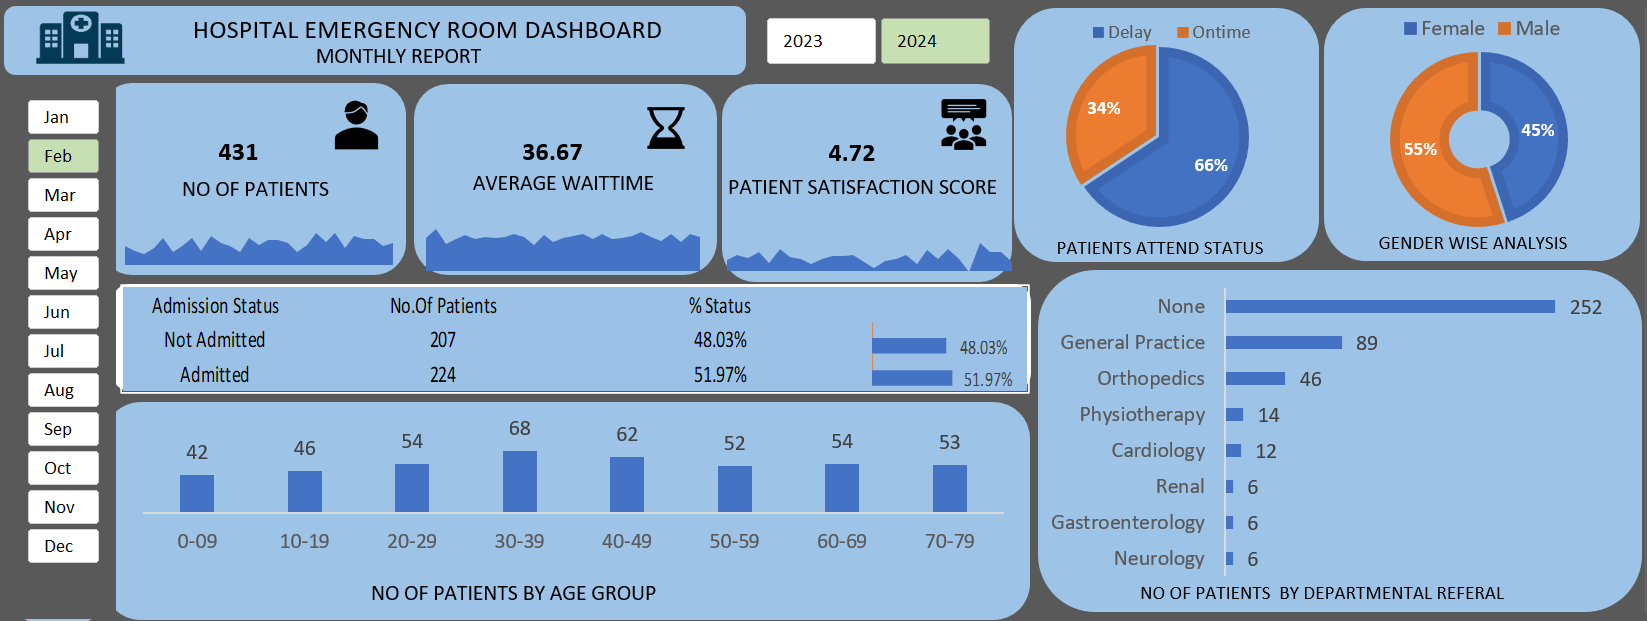 HOSPITAL EMERGENCY ROOM DASHBOARD
MONTHLY REPORT
2023
2024
Jan
Feb
Mar
Apr
May
Jun
Jul
Aug
Sep
Oct
Nov
Dec
431
NO OF PATIENTS
36.67
AVERAGE WAITTIME
4.72
PATIENT SATISFACTION SCORE
Delay Ontime
34%
66%
PATIENTS ATTEND STATUS
Female Male
45%
55%
GENDER WISE ANALYSIS
Admission Status No.Of Patients % Status
Not Admitted 207 48.03% 48.03%
Admitted 224 51.97% 51.97%
42 46 54 68 62 52 54 53
0-09 10-19 20-29 30-39 40-49 50-59 60-69 70-79
NO OF PATIENTS BY AGE GROUP
None 252
General Practice 89
Orthopedics 46
Physiotherapy 14
Cardiology 12
Renal 6
Gastroenterology 6
Neurology 6
NO OF PATIENTS BY DEPARTMENTAL REFERAL